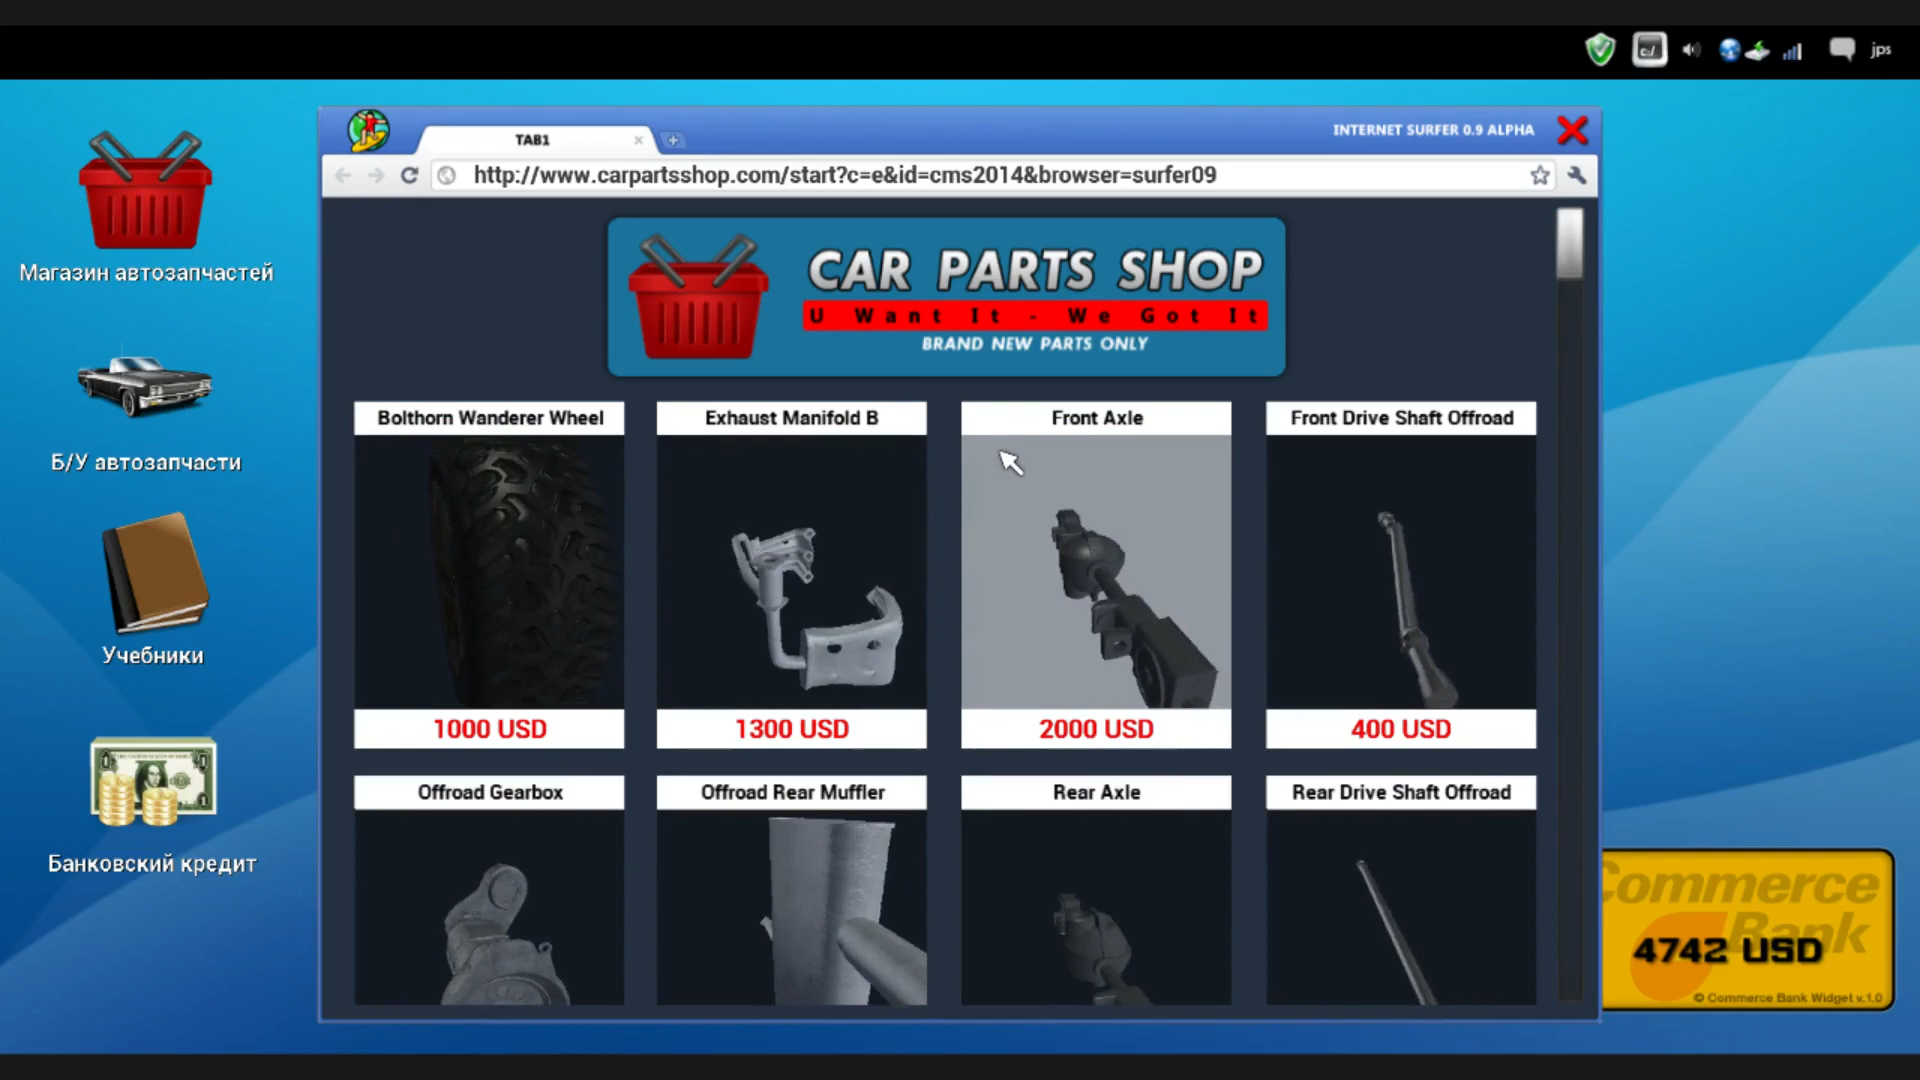 jps
Магазин автозапчастей
Б/У автозапчасти
Учебники
Банковский кредит
TAB1
INTERNET SURFER 0.9 ALPHA
http://www.carpartsshop.com/start?c=e&id=cms2014&browser=surfer09
CAR PARTS SHOP
U Want It - We Got It
BRAND NEW PARTS ONLY
Bolthorn Wanderer Wheel
1000 USD
Exhaust Manifold B
1300 USD
Front Axle
2000 USD
Front Drive Shaft Offroad
400 USD
Offroad Gearbox
Offroad Rear Muffler
Rear Axle
Rear Drive Shaft Offroad
Commerce
Bank
4742 USD
© Commerce Bank Widget v.1.0